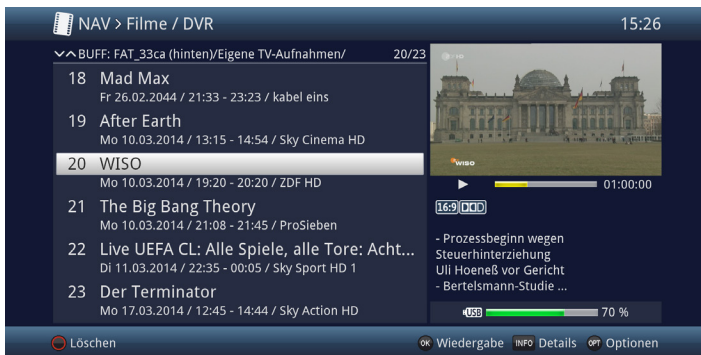 NAV > Filme / DVR
15:26
BUFF: FAT_33ca (hinten)/Eigene TV-Aufnahmen/ 20/23
18 Mad Max
Fr 26.02.2044 / 21:33 - 23:23 / kabel eins
19 After Earth
Mo 10.03.2014 / 13:15 - 14:54 / Sky Cinema HD
20 WISO
Mo 10.03.2014 / 19:20 - 20:20 / ZDF HD
21 The Big Bang Theory
Mo 10.03.2014 / 21:08 - 21:45 / ProSieben
22 Live UEFA CL: Alle Spiele, alle Tore: Acht...
Di 11.03.2014 / 22:35 - 00:05 / Sky Sport HD 1
23 Der Terminator
Mo 17.03.2014 / 12:45 - 14:44 / Sky Action HD
WISO
01:00:00
16:9
- Prozessbeginn wegen
Steuerhinterziehung
Uli Hoeneß vor Gericht
- Bertelsmann-Studie ...
USB 70 %
Löschen
OK Wiedergabe INFO Details OPT Optionen